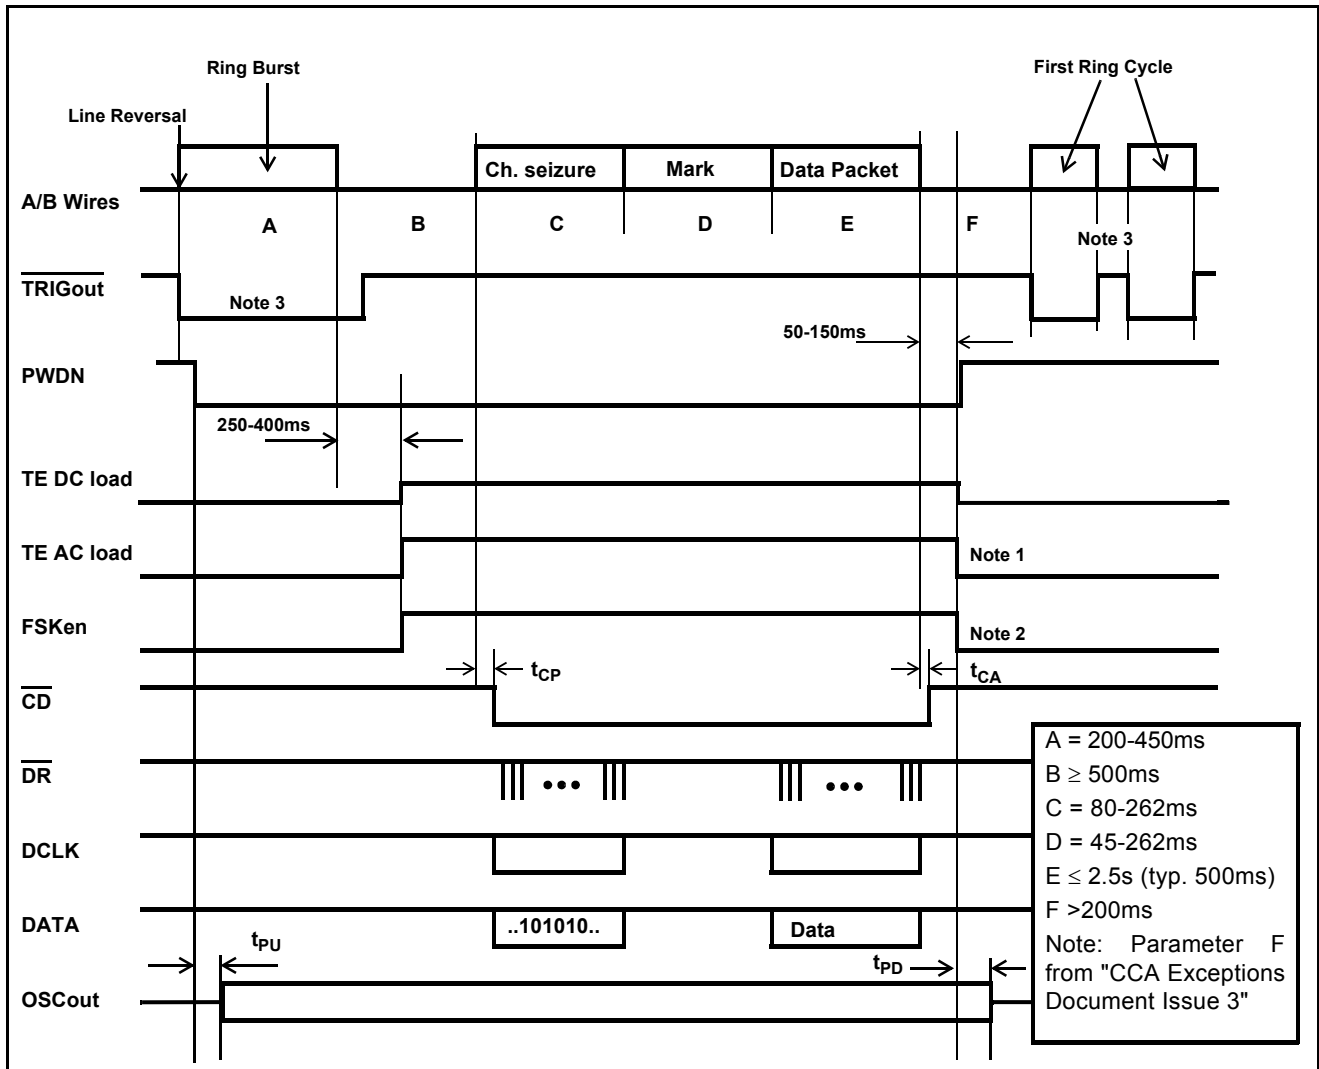 Ring Burst
First Ring Cycle
Line Reversal
Ch. seizure Mark Data Packet
A/B Wires
A B C D E F
Note 3
TRIGout
Note 3
50-150ms
PWDN
250-400ms
TE DC load
TE AC load
Note 1
FSKen
Note 2
tCP
tCA
CD
DR
DCLK
DATA
..101010..
Data
tPU
tPD
OSCout
A = 200-450ms
B ≥ 500ms
C = 80-262ms
D = 45-262ms
E ≤ 2.5s (typ. 500ms)
F >200ms
Note: Parameter F
from "CCA Exceptions
Document Issue 3"